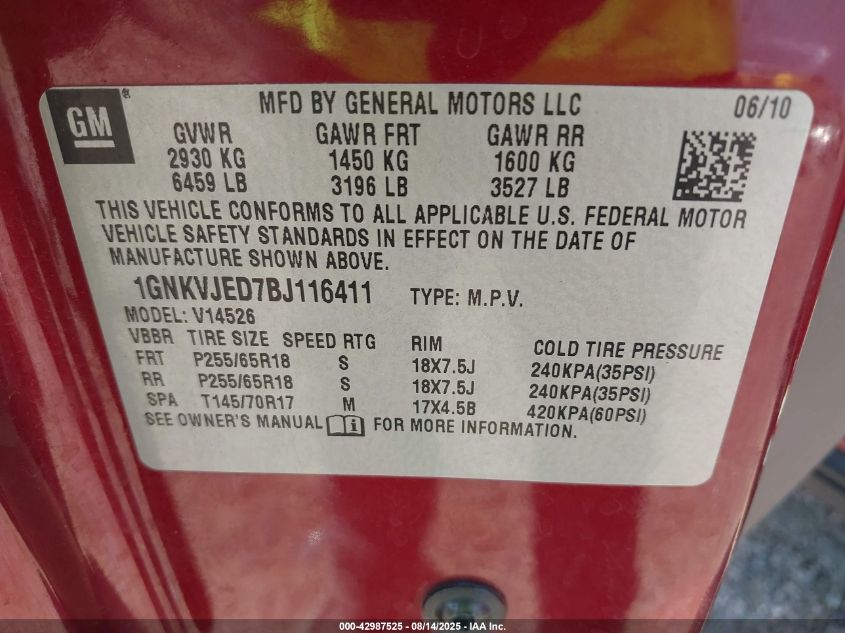 GM
®
MFD BY GENERAL MOTORS LLC 06/10
GVWR GAWR FRT GAWR RR
2930 KG 1450 KG 1600 KG
6459 LB 3196 LB 3527 LB
THIS VEHICLE CONFORMS TO ALL APPLICABLE U.S. FEDERAL MOTOR
VEHICLE SAFETY STANDARDS IN EFFECT ON THE DATE OF
MANUFACTURE SHOWN ABOVE.
1GNKVJED7BJ116411 TYPE: M.P.V.
MODEL: V14526
VBBR TIRE SIZE SPEED RTG RIM COLD TIRE PRESSURE
FRT P255/65R18 S 18X7.5J 240KPA(35PSI)
RR P255/65R18 S 18X7.5J 240KPA(35PSI)
SPA T145/70R17 M 17X4.5B 420KPA(60PSI)
SEE OWNER'S MANUAL i FOR MORE INFORMATION.
000-42987525 - 08/14/2025 - IAA Inc.